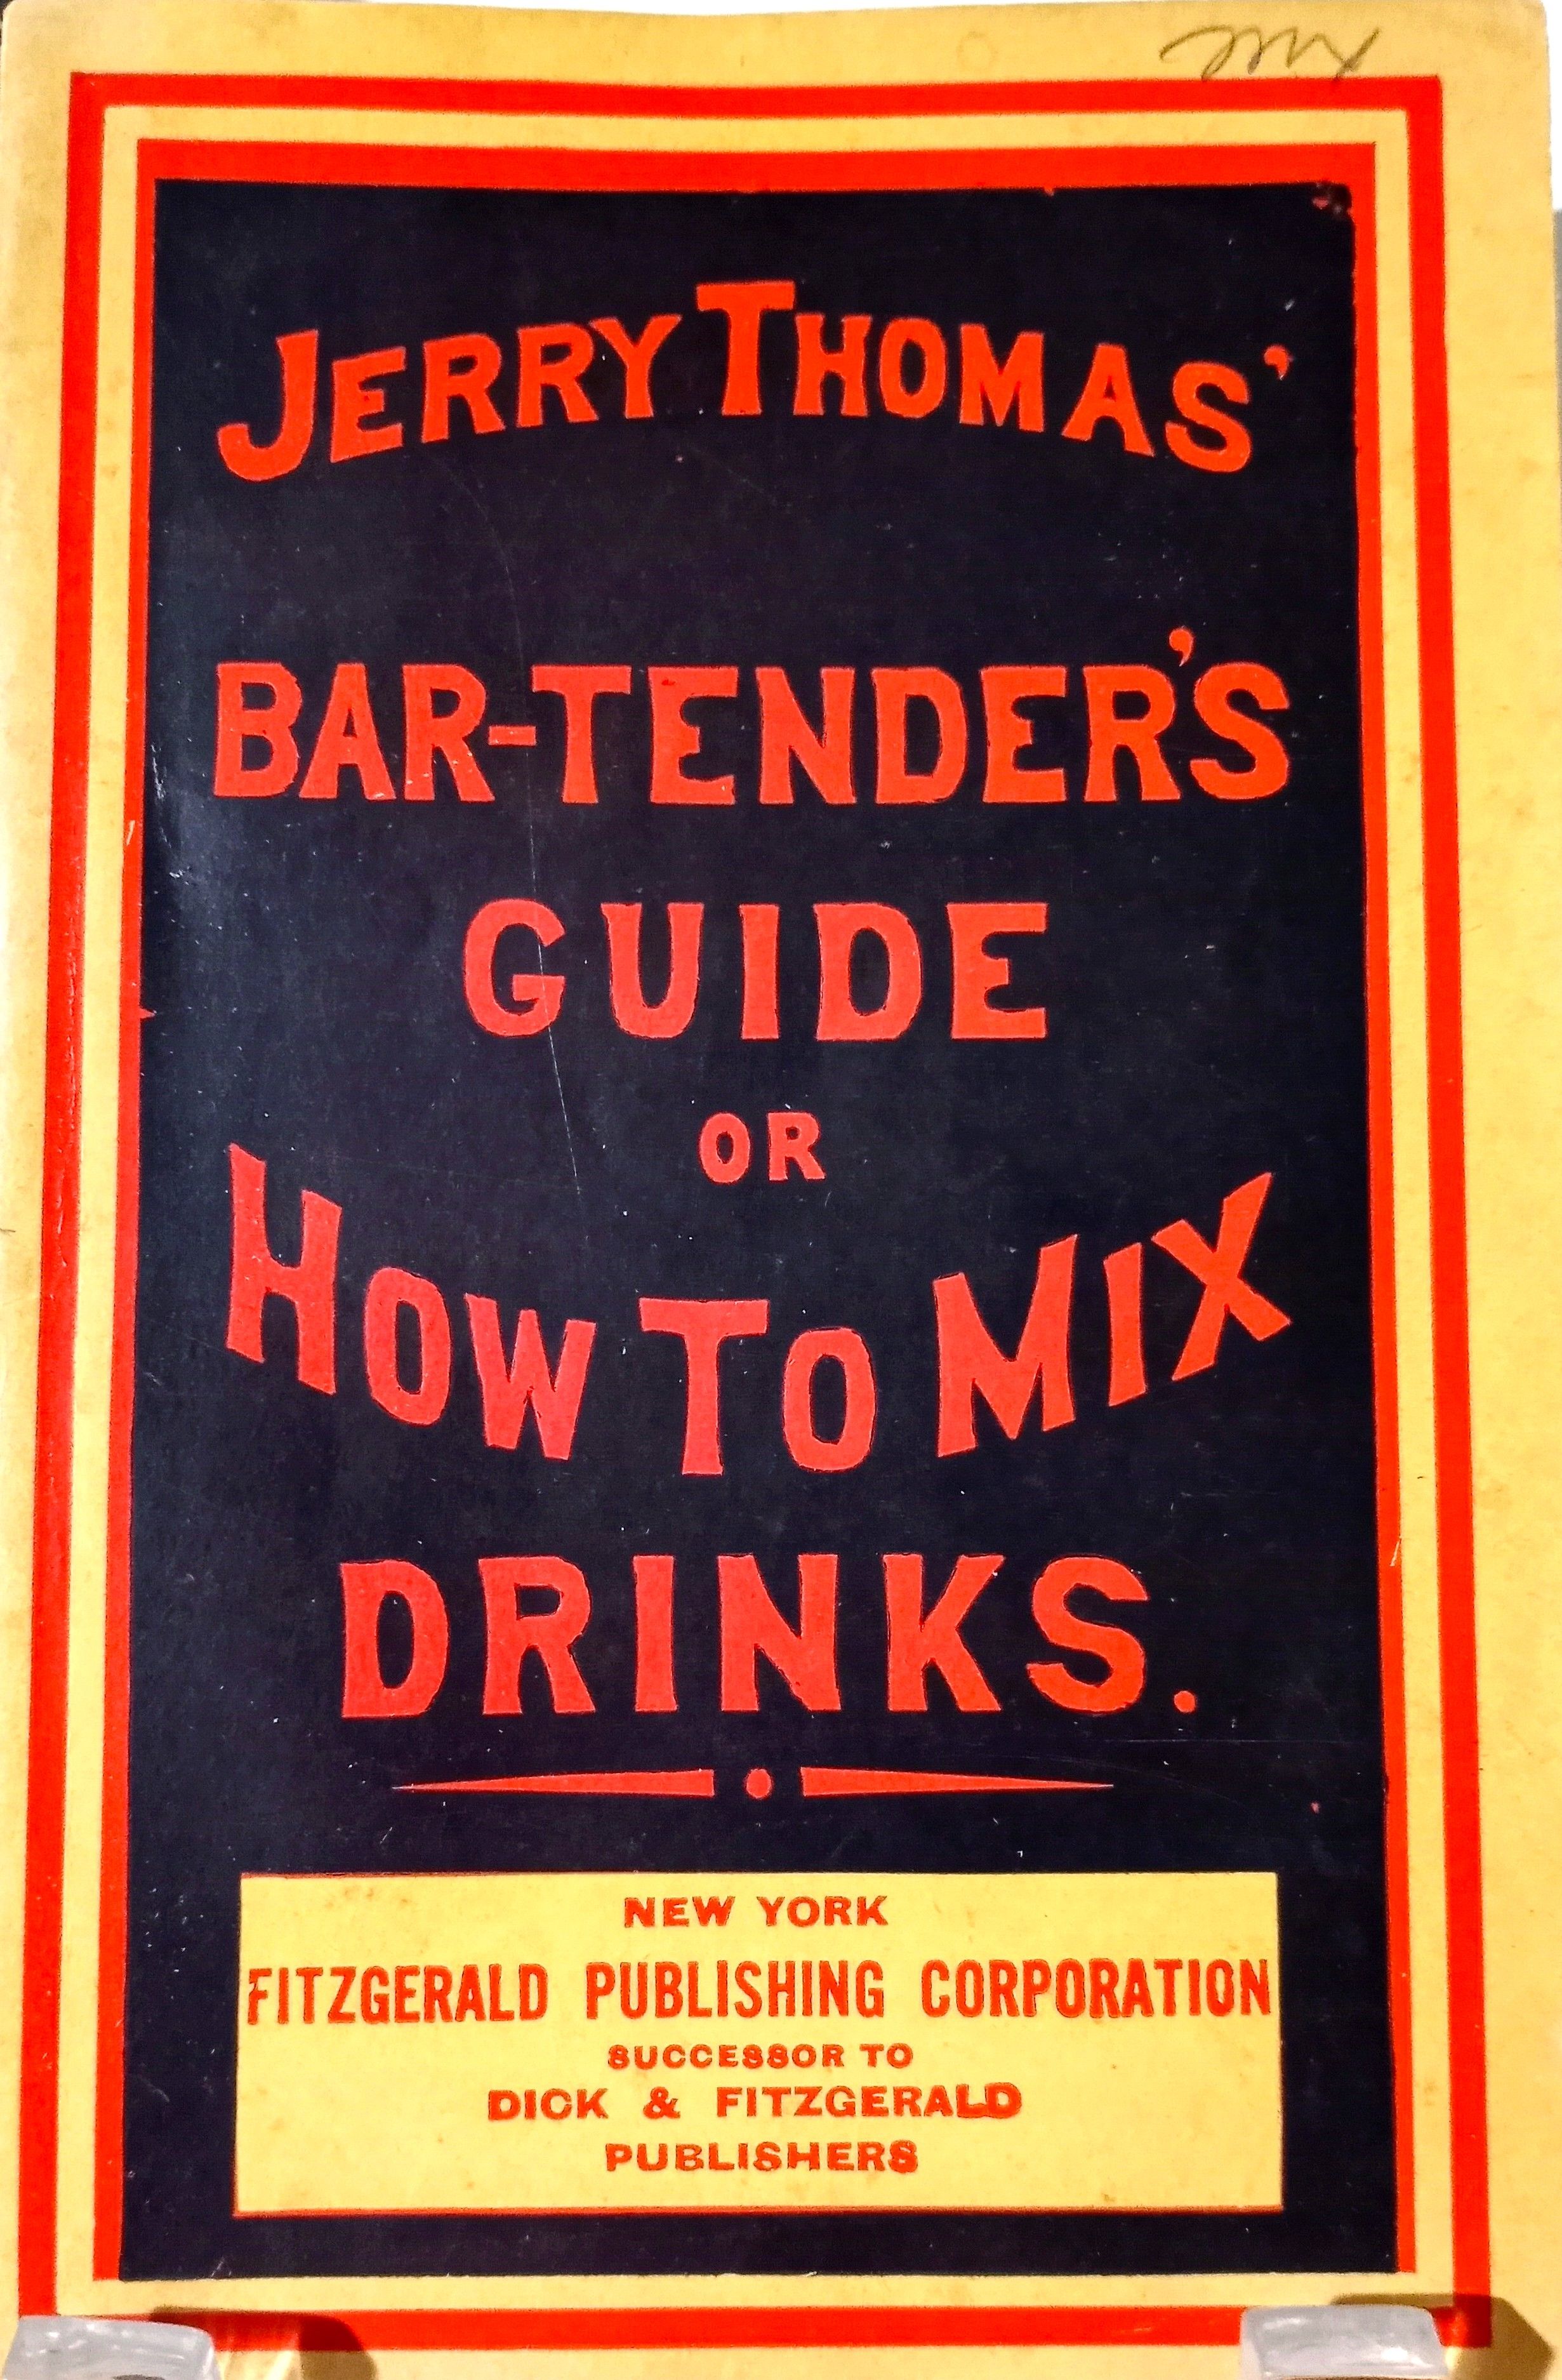 JERRY THOMAS'
BAR-TENDER'S
GUIDE
OR
HOW TO MIX
DRINKS.
NEW YORK
FITZGERALD PUBLISHING CORPORATION
SUCCESSOR TO
DICK & FITZGERALD
PUBLISHERS